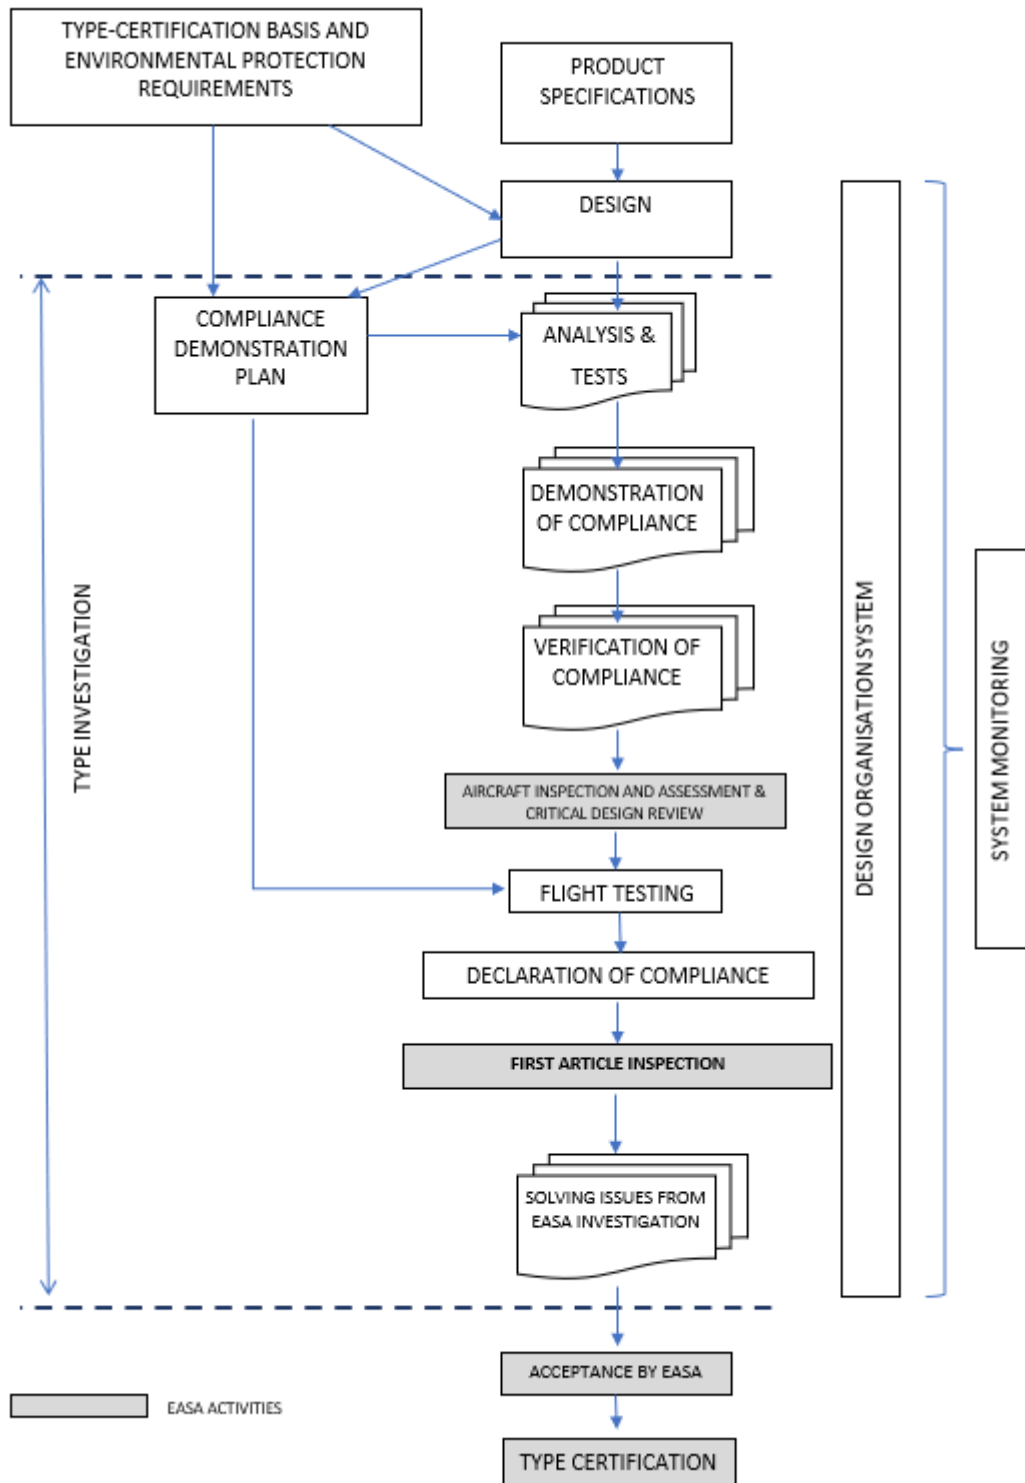 TYPE-CERTIFICATION BASIS AND
ENVIRONMENTAL PROTECTION
REQUIREMENTS
PRODUCT
SPECIFICATIONS
DESIGN
COMPLIANCE
DEMONSTRATION
PLAN
ANALYSIS &
TESTS
DEMONSTRATION
OF COMPLIANCE
VERIFICATION OF
COMPLIANCE
AIRCRAFT INSPECTION AND ASSESSMENT &
CRITICAL DESIGN REVIEW
FLIGHT TESTING
DECLARATION OF COMPLIANCE
FIRST ARTICLE INSPECTION
SOLVING ISSUES FROM
EASA INVESTIGATION
ACCEPTANCE BY EASA
TYPE CERTIFICATION
TYPE INVESTIGATION
DESIGN ORGANISATION SYSTEM
SYSTEM MONITORING
EASA ACTIVITIES